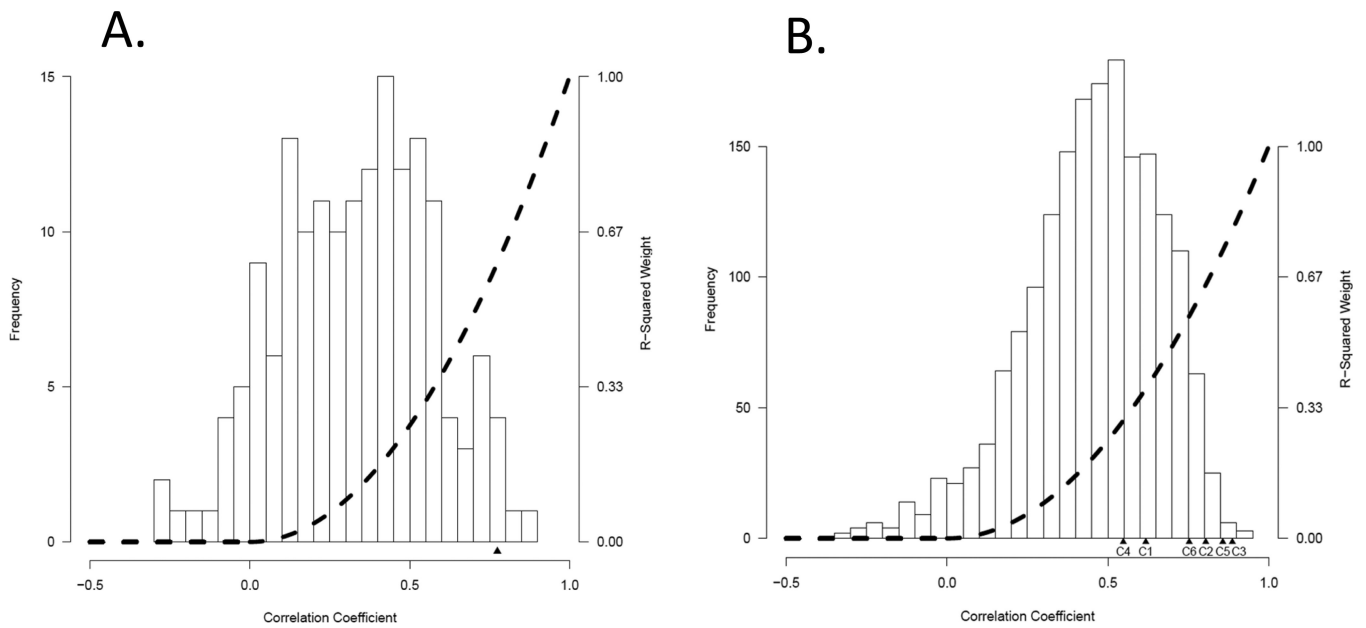 A.
15
10
5
0
Frequency
1.00
0.67
0.33
0.00
R−Squared Weight
−0.5
0.0
0.5
1.0
Correlation Coefficient
B.
150
100
50
0
Frequency
1.00
0.67
0.33
0.00
R−Squared Weight
C4 C1 C6 C2 C5 C3
−0.5
0.0
0.5
1.0
Correlation Coefficient